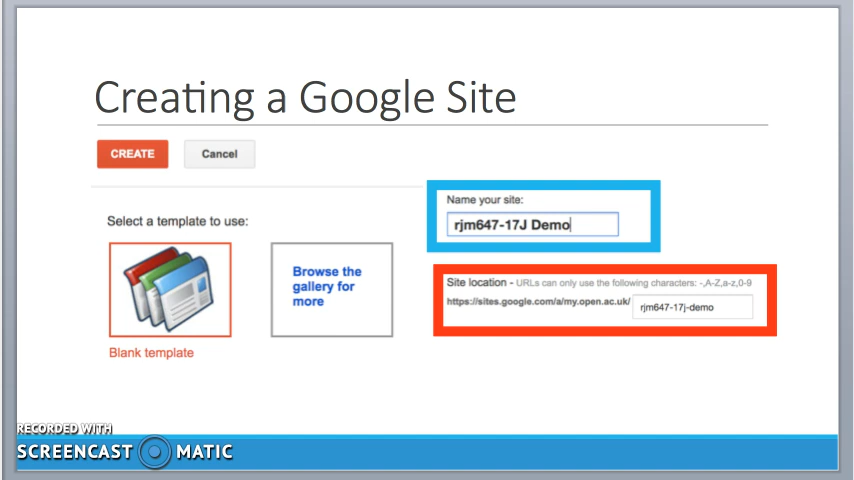 Creating a Google Site
CREATE
Cancel
Select a template to use:
Browse the
gallery for
more
Blank template
Name your site:
rjm647-17J Demo
Site location - URLs can only use the following characters: -,A-Z,a-z,0-9
https://sites.google.com/a/my.open.ac.uk/ rjm647-17j-demo
RECORDED WITH
SCREENCAST MATIC